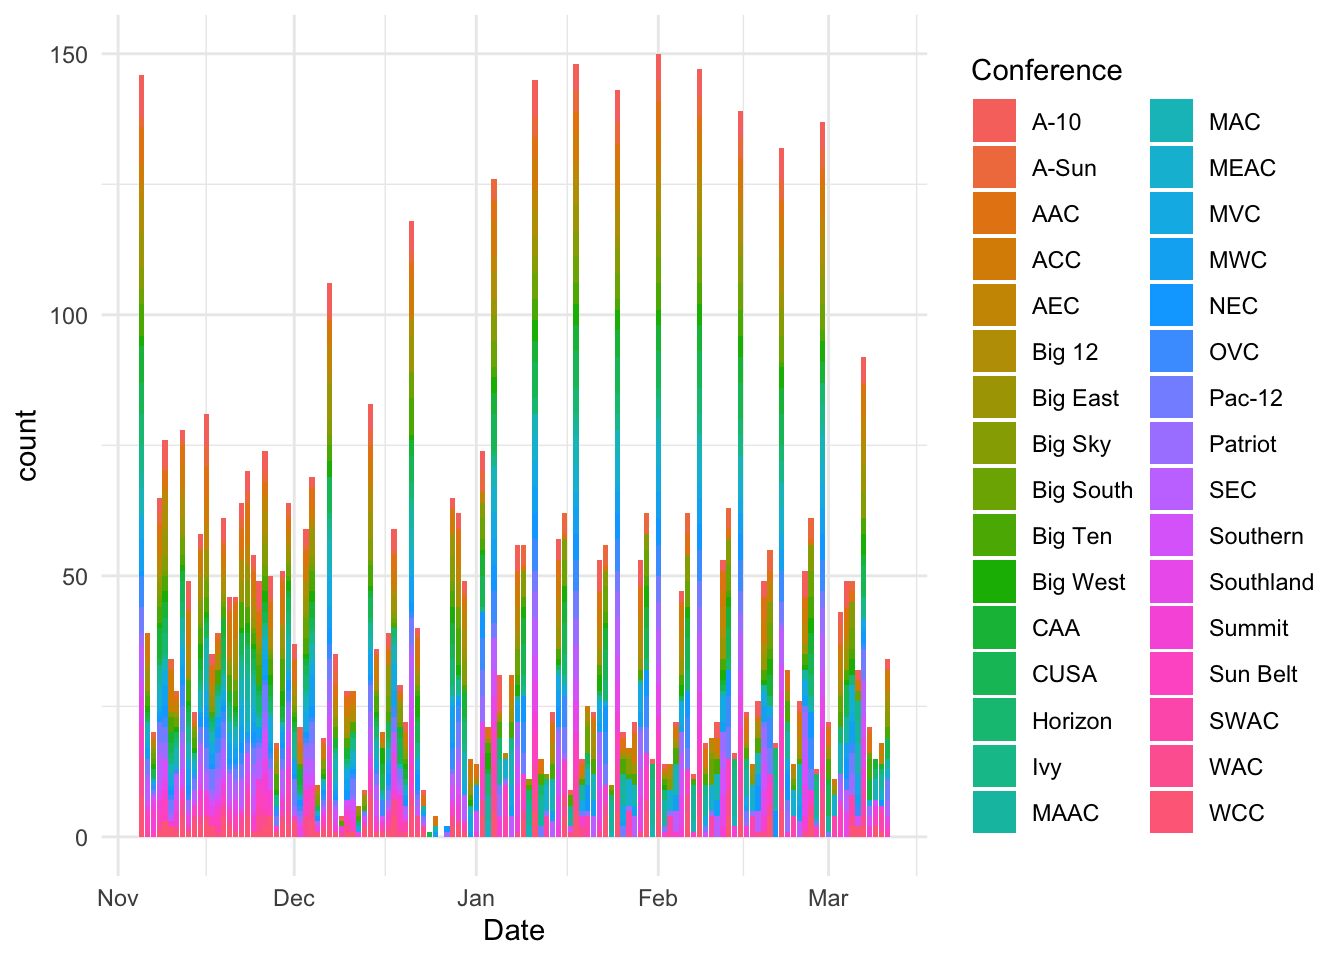 150
100
50
0
count
Nov
Dec
Jan
Feb
Mar
Date
Conference
A-10
A-Sun
AAC
ACC
AEC
Big 12
Big East
Big Sky
Big South
Big Ten
Big West
CAA
CUSA
Horizon
Ivy
MAAC
MAC
MEAC
MVC
MWC
NEC
OVC
Pac-12
Patriot
SEC
Southern
Southland
Summit
Sun Belt
SWAC
WAC
WCC